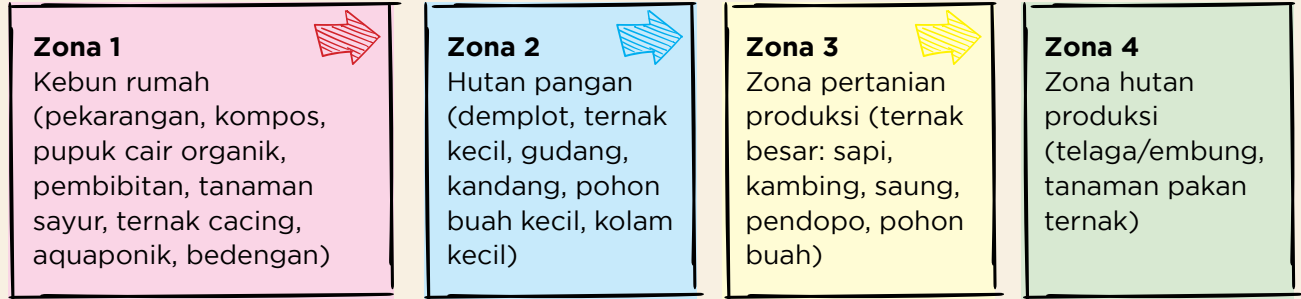 Zona 1
Kebun rumah
(pekarangan, kompos,
pupuk cair organik,
pembibitan, tanaman
sayur, ternak cacing,
aquaponik, bedengan)
Zona 2
Hutan pangan
(demplot, ternak
kecil, gudang,
kandang, pohon
buah kecil, kolam
kecil)
Zona 3
Zona pertanian
produksi (ternak
besar: sapi,
kambing, saung,
pendopo, pohon
buah)
Zona 4
Zona hutan
produksi
(telaga/embung,
tanaman pakan
ternak)